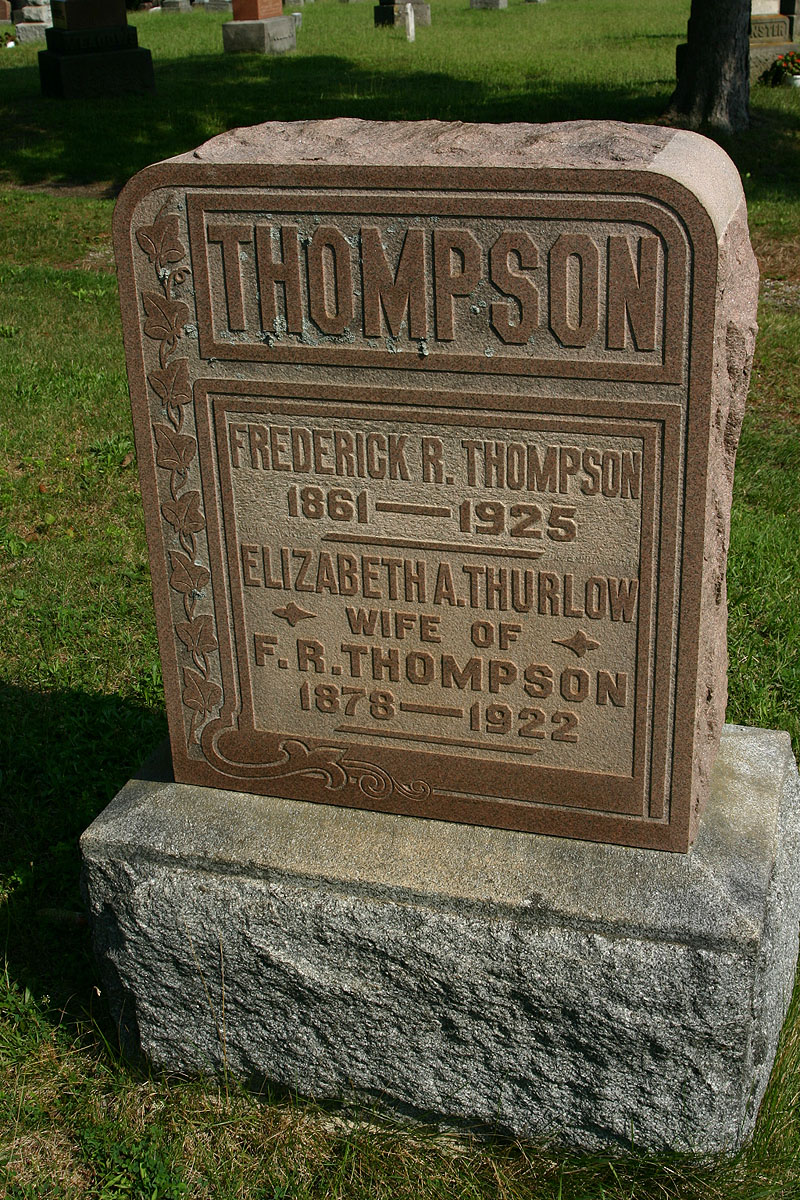 THOMPSON
FREDERICK R. THOMPSON
1861 — 1925
ELIZABETH A. THURLOW
WIFE OF
F. R. THOMPSON
1878 — 1922